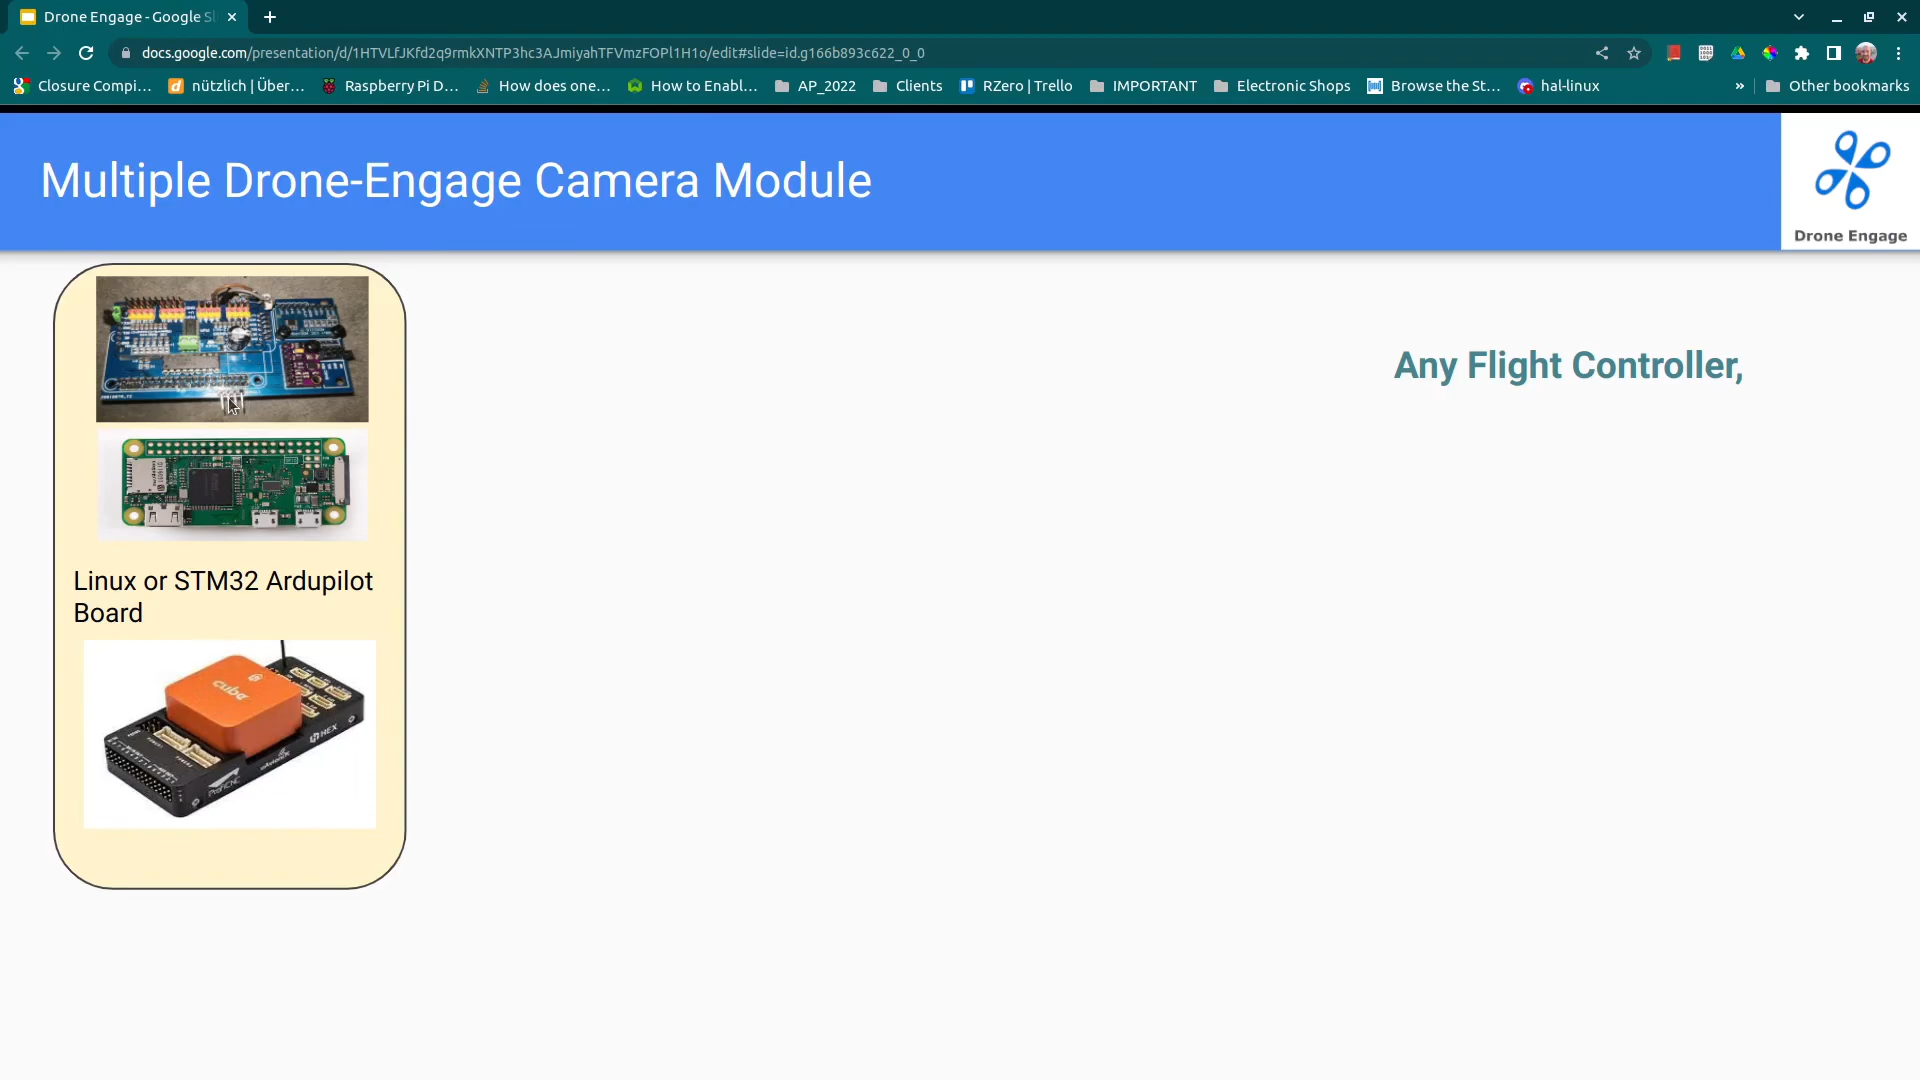 Drone Engage - Google Sl
docs.google.com/presentation/d/1HTVLfJKfd2q9rmkXNTP3hc3AJmiyahTFVmzFOPl1H1o/edit#slide=id.g166b893c622_0_0
Closure Compi... nützlich | Über... Raspberry Pi D... How does one... How to Enabl... AP_2022 Clients RZero | Trello IMPORTANT Electronic Shops Browse the St... hal-linux » Other bookmarks
Multiple Drone-Engage Camera Module
Drone Engage
Any Flight Controller,
Linux or STM32 Ardupilot
Board
cube
HEX